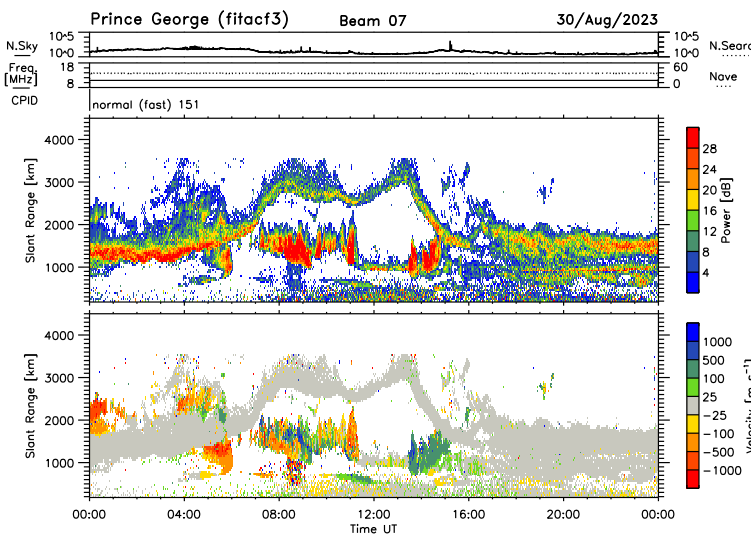 Prince George (fitacf3) Beam 07 30/Aug/2023
N.Sky 10^5 10^0 10^5 10^0 N.Sear
Freq [MHz] 18 8 60 0 Nave
CPID normal (fast) 151
Slant Range [km] 4000 3000 2000 1000
Power [dB] 28 24 20 16 12 8 4
Slant Range [km] 4000 3000 2000 1000
Velocity [m s^-1] 1000 500 100 25 -25 -100 -500 -1000
00:00 04:00 08:00 12:00 16:00 20:00 00:00
Time UT